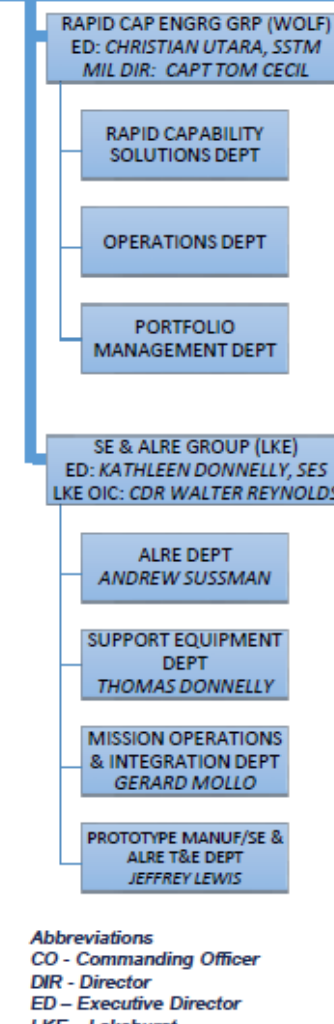 RAPID CAP ENGRG GRP (WOLF)
ED: CHRISTIAN UTARA, SSTM
MIL DIR: CAPT TOM CECIL
RAPID CAPABILITY
SOLUTIONS DEPT
OPERATIONS DEPT
PORTFOLIO
MANAGEMENT DEPT
SE & ALRE GROUP (LKE)
ED: KATHLEEN DONNELLY, SES
LKE OIC: CDR WALTER REYNOLDS
ALRE DEPT
ANDREW SUSSMAN
SUPPORT EQUIPMENT
DEPT
THOMAS DONNELLY
MISSION OPERATIONS
& INTEGRATION DEPT
GERARD MOLLO
PROTOTYPE MANUF/SE &
ALRE T&E DEPT
JEFFREY LEWIS
Abbreviations
CO - Commanding Officer
DIR - Director
ED – Executive Director
LKE - Lakehurst